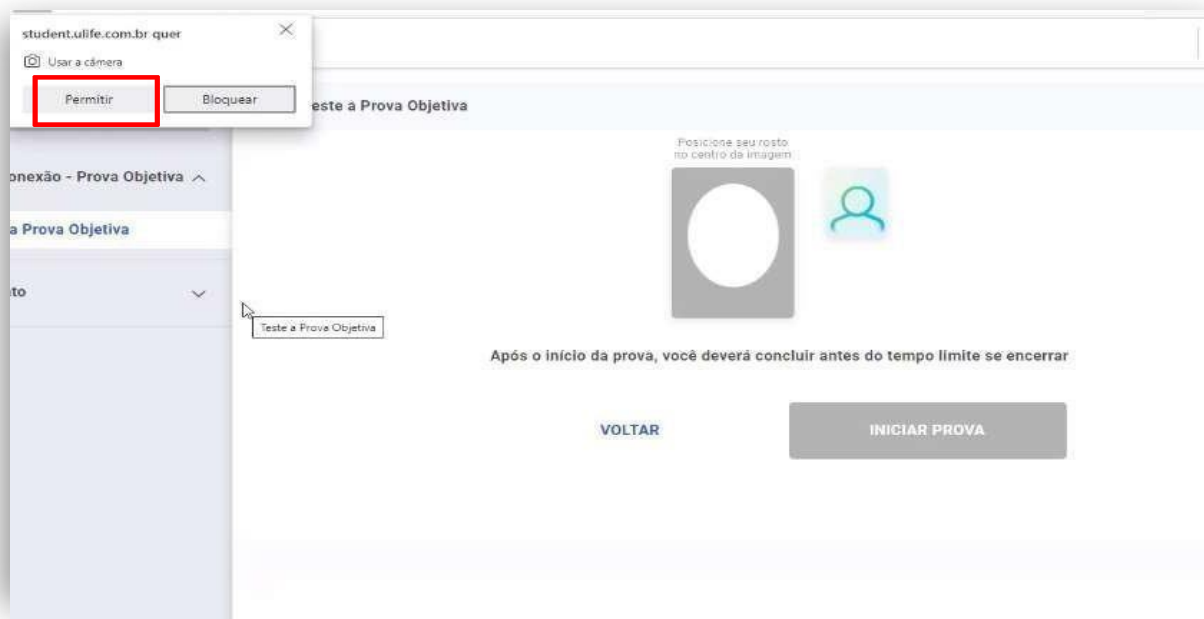 student.ulife.com.br quer
Usar a câmera
Permitir
Bloquear
este a Prova Objetiva
onexão - Prova Objetiva
a Prova Objetiva
to
Teste a Prova Objetiva
Posicione seu rosto
no centro da imagem
Após o início da prova, você deverá concluir antes do tempo limite se encerrar
VOLTAR
INICIAR PROVA